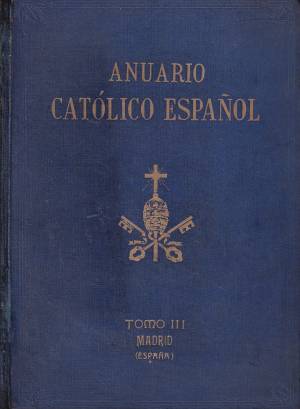 ANUARIO
CATÓLICO ESPAÑOL
TOMO III
MADRID
(ESPAÑA)